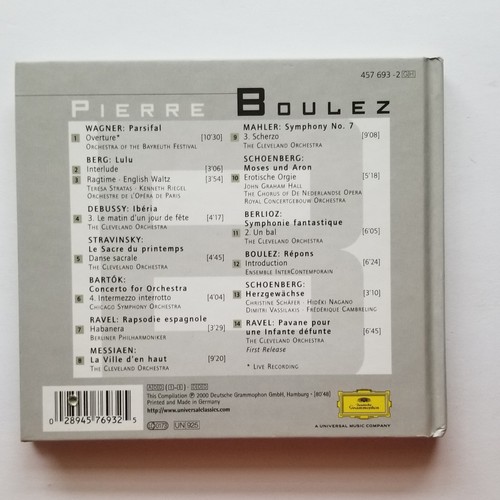 457 693 -2 GH
PIERRE BOULEZ
WAGNER: Parsifal
1 Overture* [10'30]
ORCHESTRA OF THE BAYREUTH FESTIVAL
BERG: Lulu
2 Interlude [3'06]
3 Ragtime · English Waltz [3'54]
TERESA STRATAS · KENNETH RIEGEL
ORCHESTRE DE L'OPÉRA DE PARIS
DEBUSSY: Ibéria
4 3. Le matin d'un jour de fête [4'17]
THE CLEVELAND ORCHESTRA
STRAVINSKY:
Le Sacre du printemps
5 Danse sacrale [4'45]
THE CLEVELAND ORCHESTRA
BARTÓK:
Concerto for Orchestra
6 4. Intermezzo interrotto [4'04]
CHICAGO SYMPHONY ORCHESTRA
RAVEL: Rapsodie espagnole
7 Habanera [3'29]
BERLINER PHILHARMONIKER
MESSIAEN:
8 La Ville d'en haut [9'20]
THE CLEVELAND ORCHESTRA
MAHLER: Symphony No. 7
9 3. Scherzo [9'08]
THE CLEVELAND ORCHESTRA
SCHOENBERG:
Moses und Aron
10 Erotische Orgie [5'18]
JOHN GRAHAM HALL
THE CHORUS OF DE NEDERLANDSE OPERA
ROYAL CONCERTGEBOUW ORCHESTRA
BERLIOZ:
Symphonie fantastique
11 2. Un bal [6'05]
THE CLEVELAND ORCHESTRA
BOULEZ: Répons
12 Introduction [6'24]
ENSEMBLE INTERCONTEMPORAIN
SCHOENBERG:
13 Herzgewächse [3'10]
CHRISTINE SCHÄFER · HIDÉKI NAGANO
DIMITRI VASSILAKIS · FRÉDÉRIQUE CAMBRELING
14 RAVEL: Pavane pour
une Infante défunte [6'45]
THE CLEVELAND ORCHESTRA
First Release
* LIVE RECORDING
This Compilation ℗ 2000 Deutsche Grammophon GmbH, Hamburg · [80'46]
Printed and Made in Germany
http://www.universalclassics.com
UN 925
0 28945 76932 5
Deutsche
Grammophon
A UNIVERSAL MUSIC COMPANY